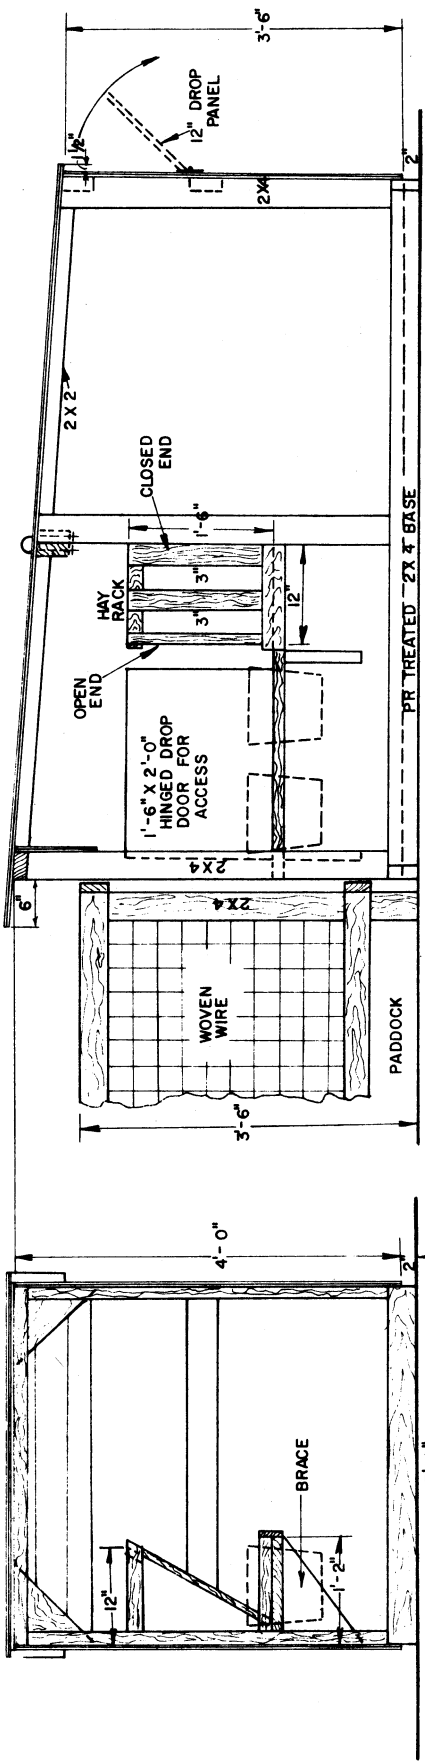 4'-0"
2"
12"
BRACE
1'-2"
3'-6"
WOVEN
WIRE
2X4
PADDOCK
6"
2X4
1'-6" X 2'-0"
HINGED DROP
DOOR FOR
ACCESS
OPEN
END
HAY
RACK
3"
3"
CLOSED
END
1'-6"
12"
2 X 2
PR TREATED 2X 4 BASE
2X4
1½"
12" DROP
PANEL
3'-6"
2"